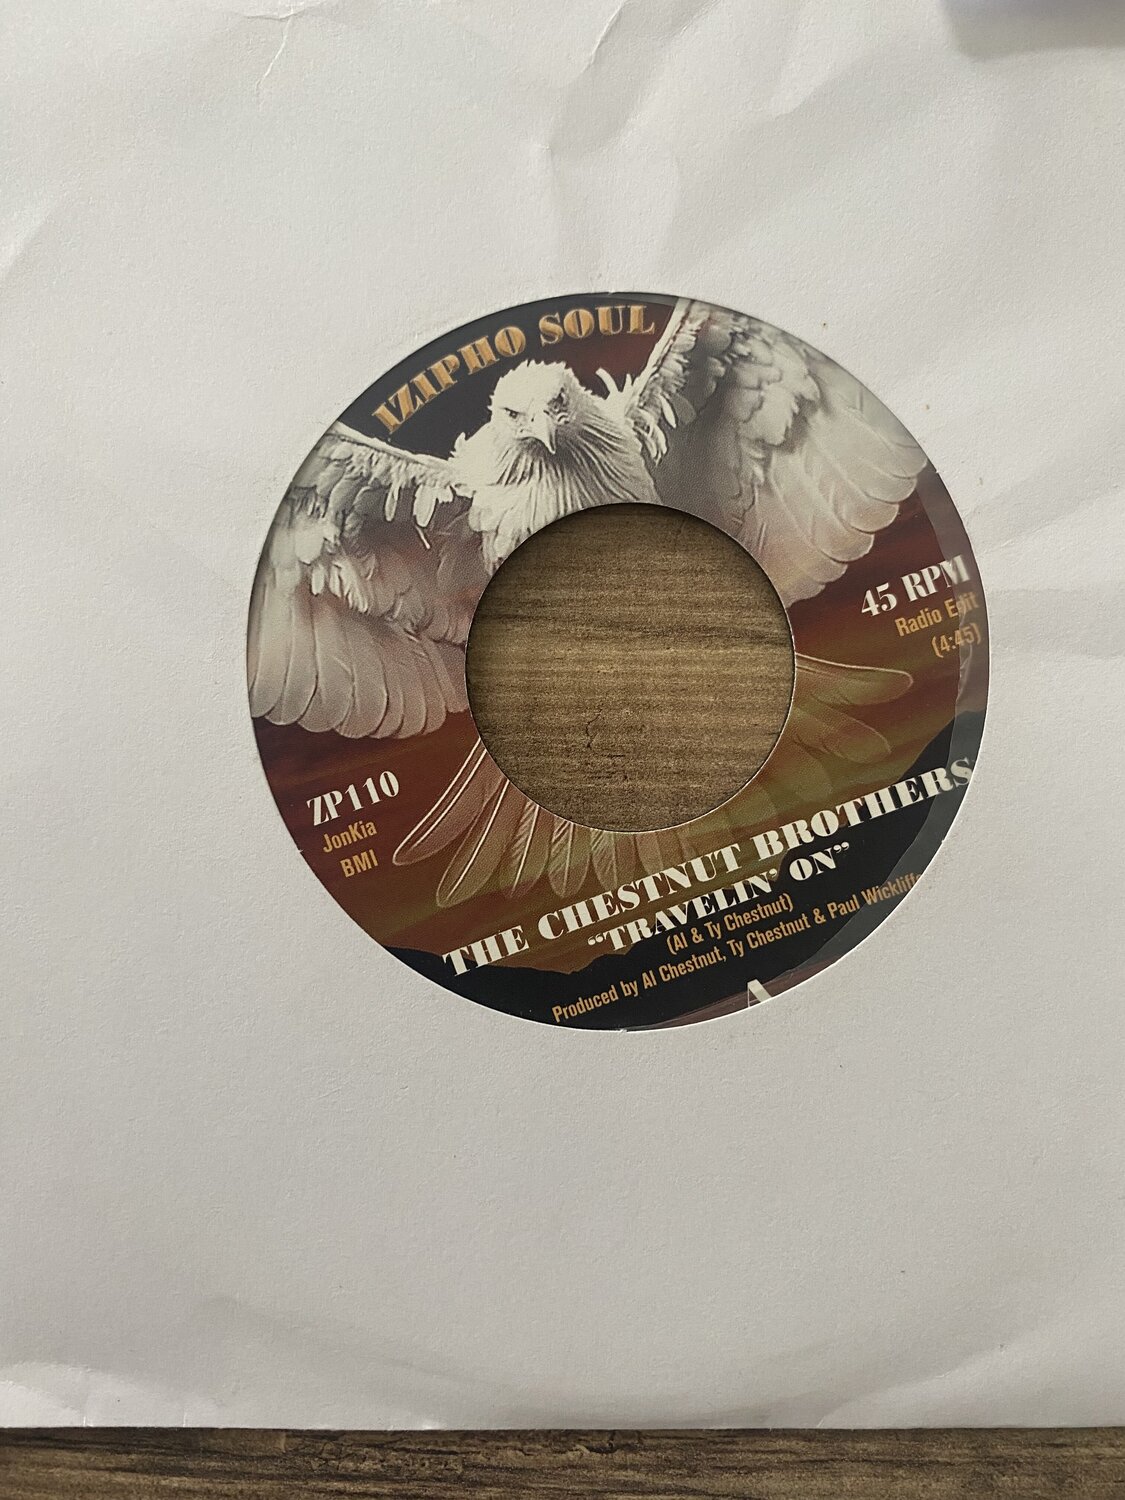 IZIPHO SOUL
45 RPM
Radio Edit
(4:45)
ZP110
JonKia
BMI
THE CHESTNUT BROTHERS
“TRAVELIN’ ON”
(Al & Ty Chestnut)
Produced by Al Chestnut, Ty Chestnut & Paul Wickliffe
A